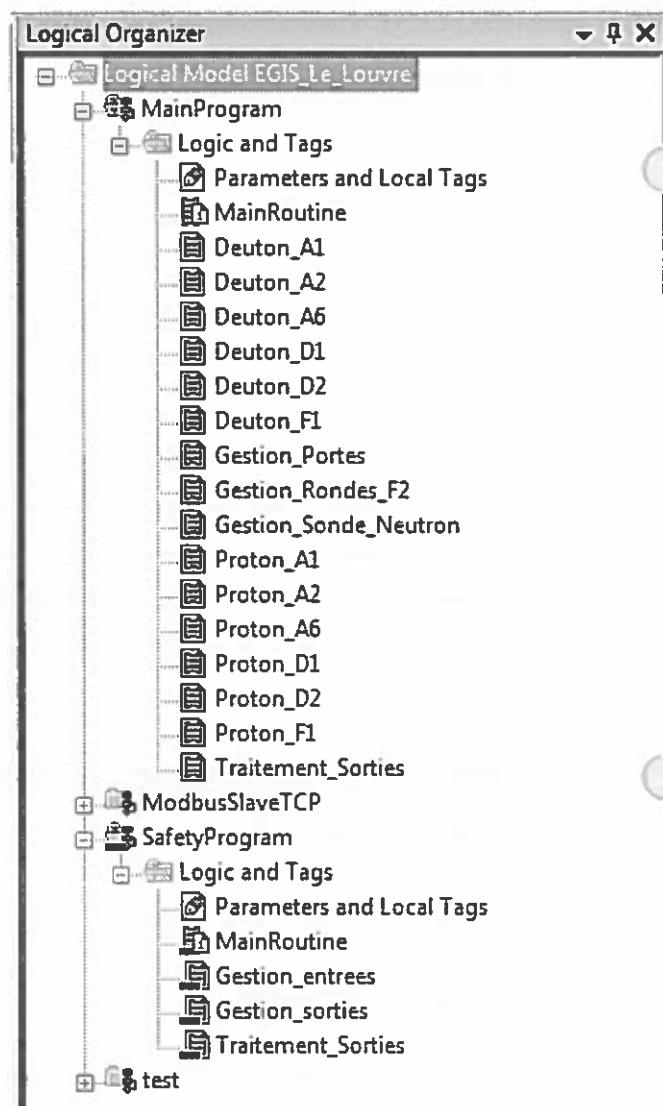 Logical Organizer
Logical Model EGIS_Le_Louvre
MainProgram
Logic and Tags
Parameters and Local Tags
MainRoutine
Deuton_A1
Deuton_A2
Deuton_A6
Deuton_D1
Deuton_D2
Deuton_F1
Gestion_Portes
Gestion_Rondes_F2
Gestion_Sonde_Neutron
Proton_A1
Proton_A2
Proton_A6
Proton_D1
Proton_D2
Proton_F1
Traitement_Sorties
ModbusSlaveTCP
SafetyProgram
Logic and Tags
Parameters and Local Tags
MainRoutine
Gestion_entrees
Gestion_sorties
Traitement_Sorties
test